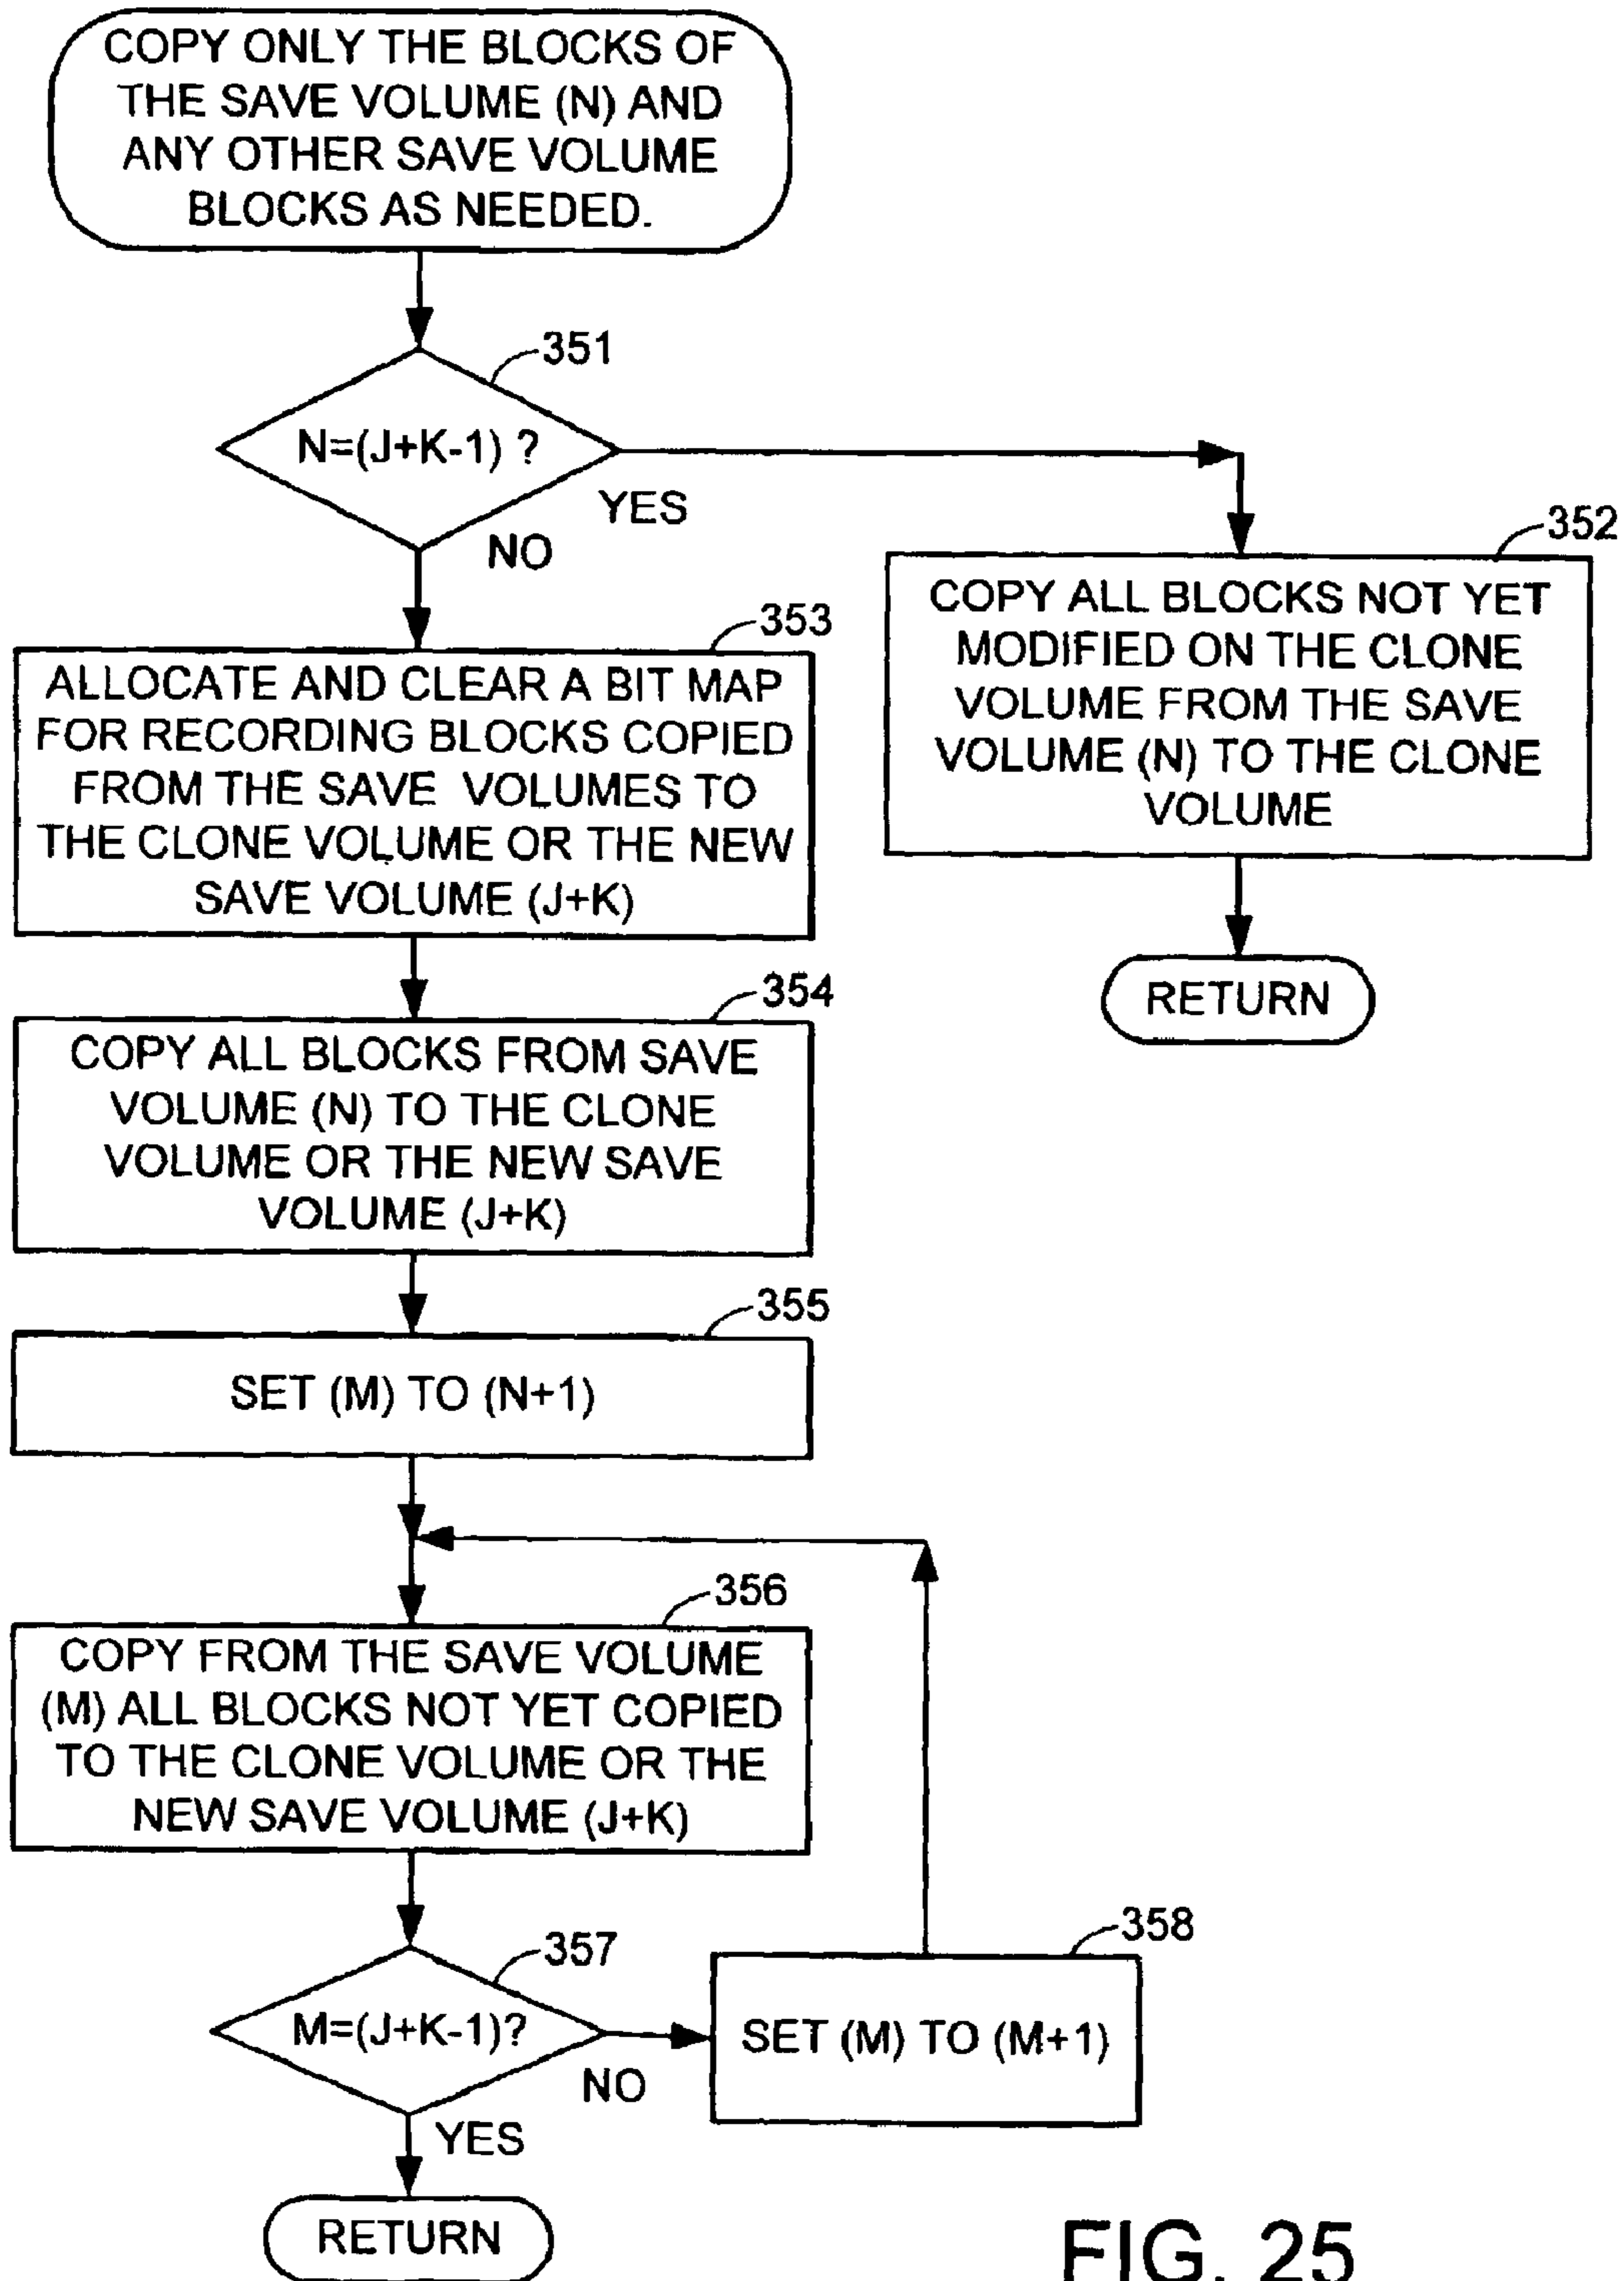 COPY ONLY THE BLOCKS OF
THE SAVE VOLUME (N) AND
ANY OTHER SAVE VOLUME
BLOCKS AS NEEDED.
351
N=(J+K-1) ?
YES
NO
352
COPY ALL BLOCKS NOT YET
MODIFIED ON THE CLONE
VOLUME FROM THE SAVE
VOLUME (N) TO THE CLONE
VOLUME
RETURN
353
ALLOCATE AND CLEAR A BIT MAP
FOR RECORDING BLOCKS COPIED
FROM THE SAVE VOLUMES TO
THE CLONE VOLUME OR THE NEW
SAVE VOLUME (J+K)
354
COPY ALL BLOCKS FROM SAVE
VOLUME (N) TO THE CLONE
VOLUME OR THE NEW SAVE
VOLUME (J+K)
355
SET (M) TO (N+1)
356
COPY FROM THE SAVE VOLUME
(M) ALL BLOCKS NOT YET COPIED
TO THE CLONE VOLUME OR THE
NEW SAVE VOLUME (J+K)
357
M=(J+K-1)?
NO
358
SET (M) TO (M+1)
YES
RETURN
FIG. 25